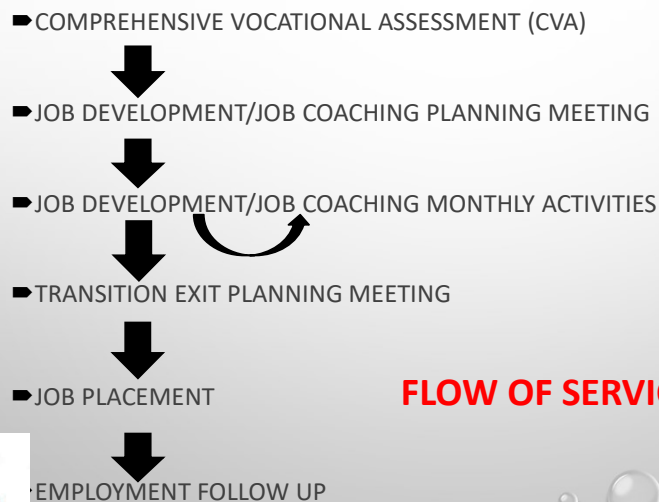 COMPREHENSIVE VOCATIONAL ASSESSMENT (CVA)
JOB DEVELOPMENT/JOB COACHING PLANNING MEETING
JOB DEVELOPMENT/JOB COACHING MONTHLY ACTIVITIES
TRANSITION EXIT PLANNING MEETING
JOB PLACEMENT
FLOW OF
EMPLOYMENT FOLLOW UP